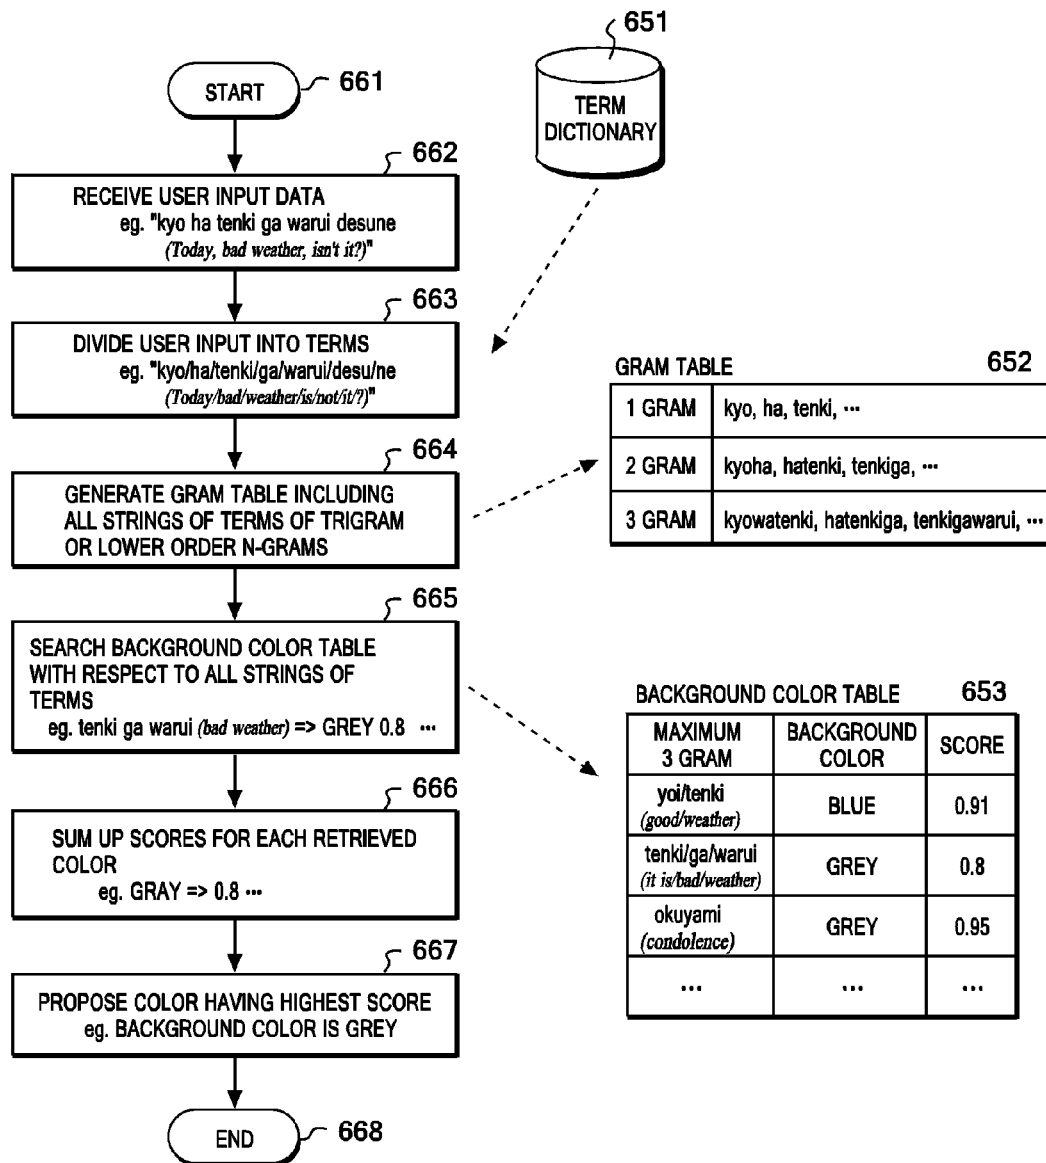 651
START
661
TERM
DICTIONARY
662
RECEIVE USER INPUT DATA
eg. "kyo ha tenki ga warui desune
(Today, bad weather, isn't it?)"
663
DIVIDE USER INPUT INTO TERMS
eg. "kyo/ha/tenki/ga/warui/desu/ne
(Today/bad/weather/is/not/it/?)"
GRAM TABLE
652
1 GRAM kyo, ha, tenki, ···
2 GRAM kyoha, hatenki, tenkiga, ···
3 GRAM kyowatenki, hatenkiga, tenkigawarui, ···
664
GENERATE GRAM TABLE INCLUDING
ALL STRINGS OF TERMS OF TRIGRAM
OR LOWER ORDER N-GRAMS
665
SEARCH BACKGROUND COLOR TABLE
WITH RESPECT TO ALL STRINGS OF
TERMS
eg. tenki ga warui (bad weather) => GREY 0.8 ···
BACKGROUND COLOR TABLE
653
MAXIMUM
3 GRAM
BACKGROUND
COLOR
SCORE
yoi/tenki
(good/weather)
BLUE
0.91
tenki/ga/warui
(it is/bad/weather)
GREY
0.8
okuyami
(condolence)
GREY
0.95
··· ··· ···
666
SUM UP SCORES FOR EACH RETRIEVED
COLOR
eg. GRAY => 0.8 ···
667
PROPOSE COLOR HAVING HIGHEST SCORE
eg. BACKGROUND COLOR IS GREY
END
668